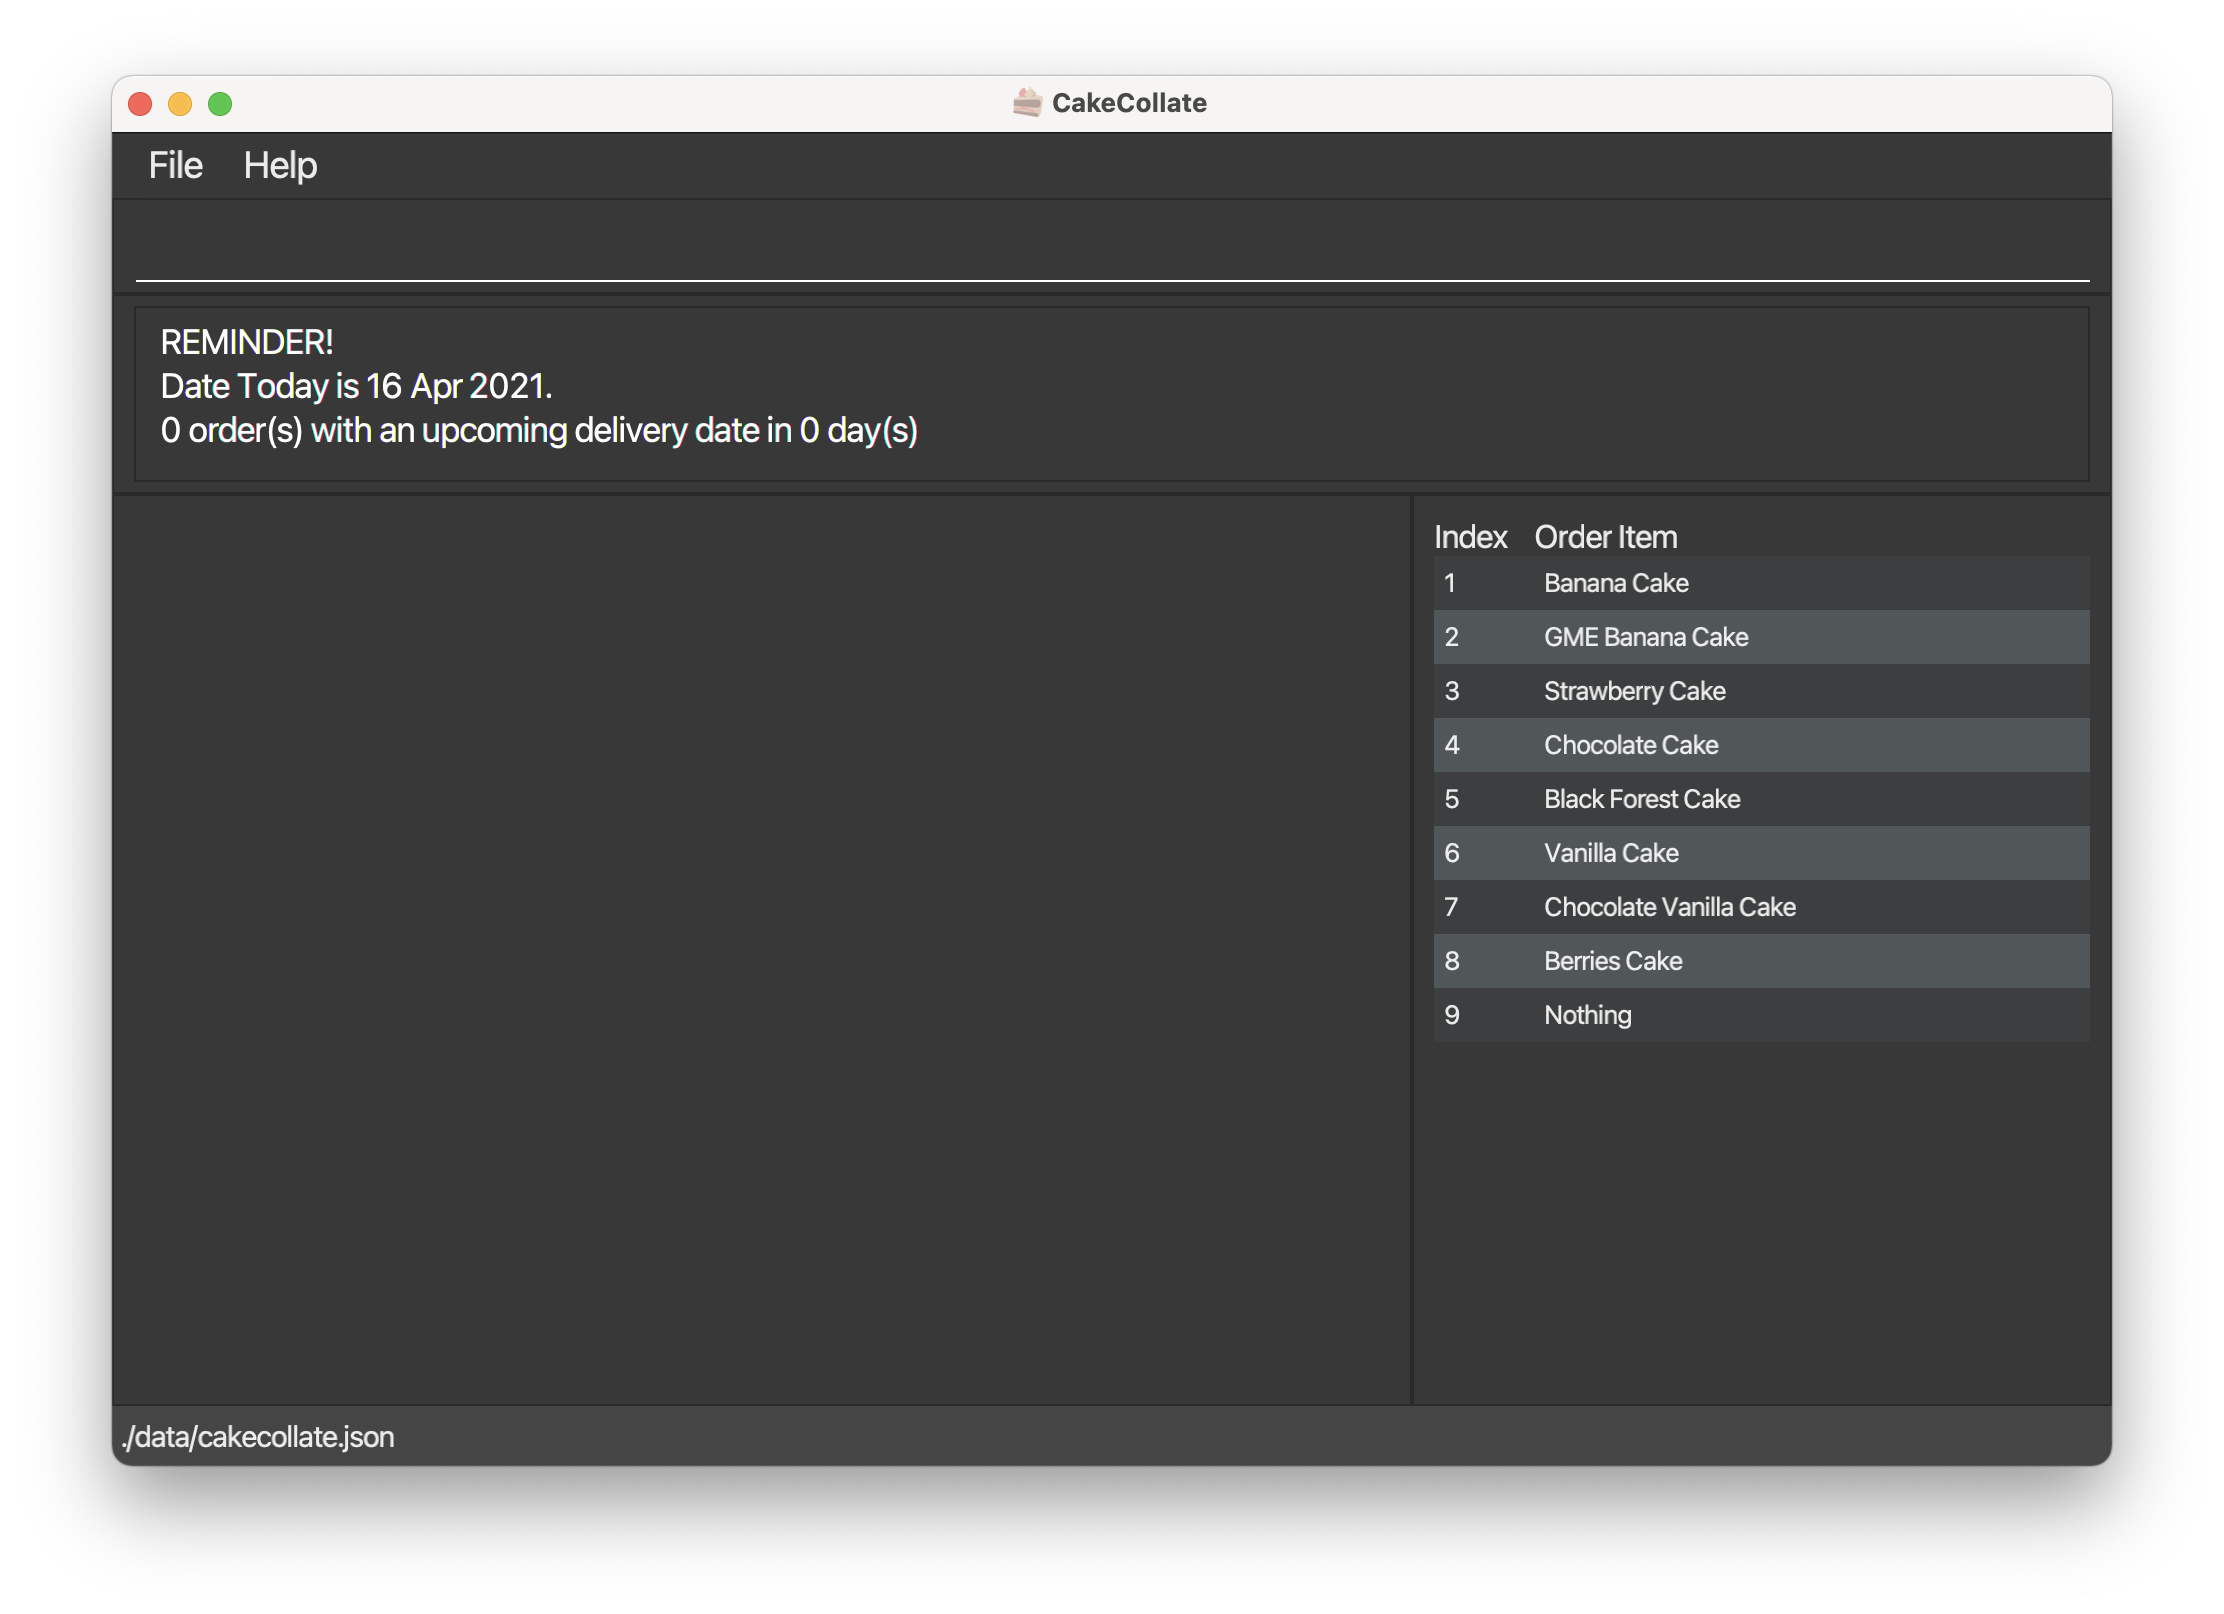 CakeCollate
File Help
REMINDER!
Date Today is 16 Apr 2021.
0 order(s) with an upcoming delivery date in 0 day(s)
Index Order Item
1 Banana Cake
2 GME Banana Cake
3 Strawberry Cake
4 Chocolate Cake
5 Black Forest Cake
6 Vanilla Cake
7 Chocolate Vanilla Cake
8 Berries Cake
9 Nothing
./data/cakecollate.json